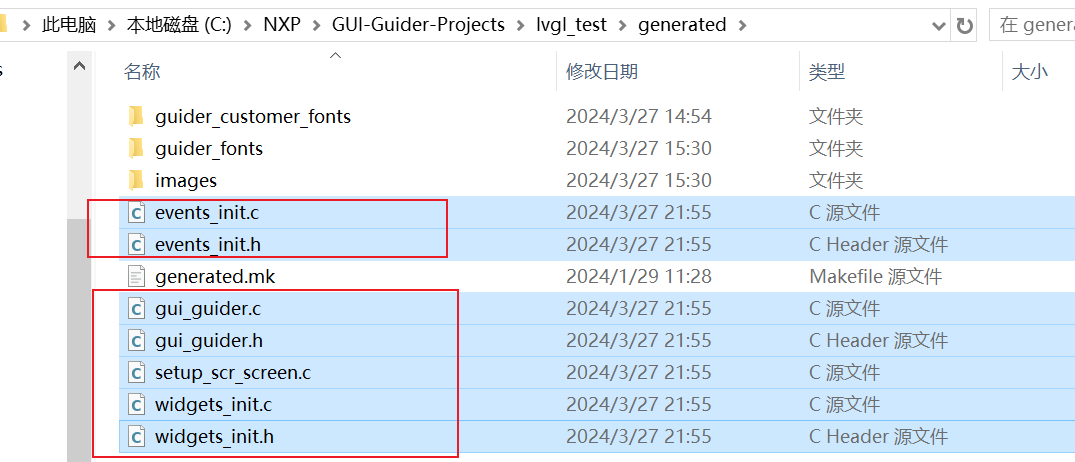 此电脑 本地磁盘 (C:) NXP GUI-Guider-Projects lvgl_test generated 在 gener
名称 修改日期 类型 大小
guider_customer_fonts 2024/3/27 14:54 文件夹
guider_fonts 2024/3/27 15:30 文件夹
images 2024/3/27 15:30 文件夹
events_init.c 2024/3/27 21:55 C 源文件
events_init.h 2024/3/27 21:55 C Header 源文件
generated.mk 2024/1/29 11:28 Makefile 源文件
gui_guider.c 2024/3/27 21:55 C 源文件
gui_guider.h 2024/3/27 21:55 C Header 源文件
setup_scr_screen.c 2024/3/27 21:55 C 源文件
widgets_init.c 2024/3/27 21:55 C 源文件
widgets_init.h 2024/3/27 21:55 C Header 源文件